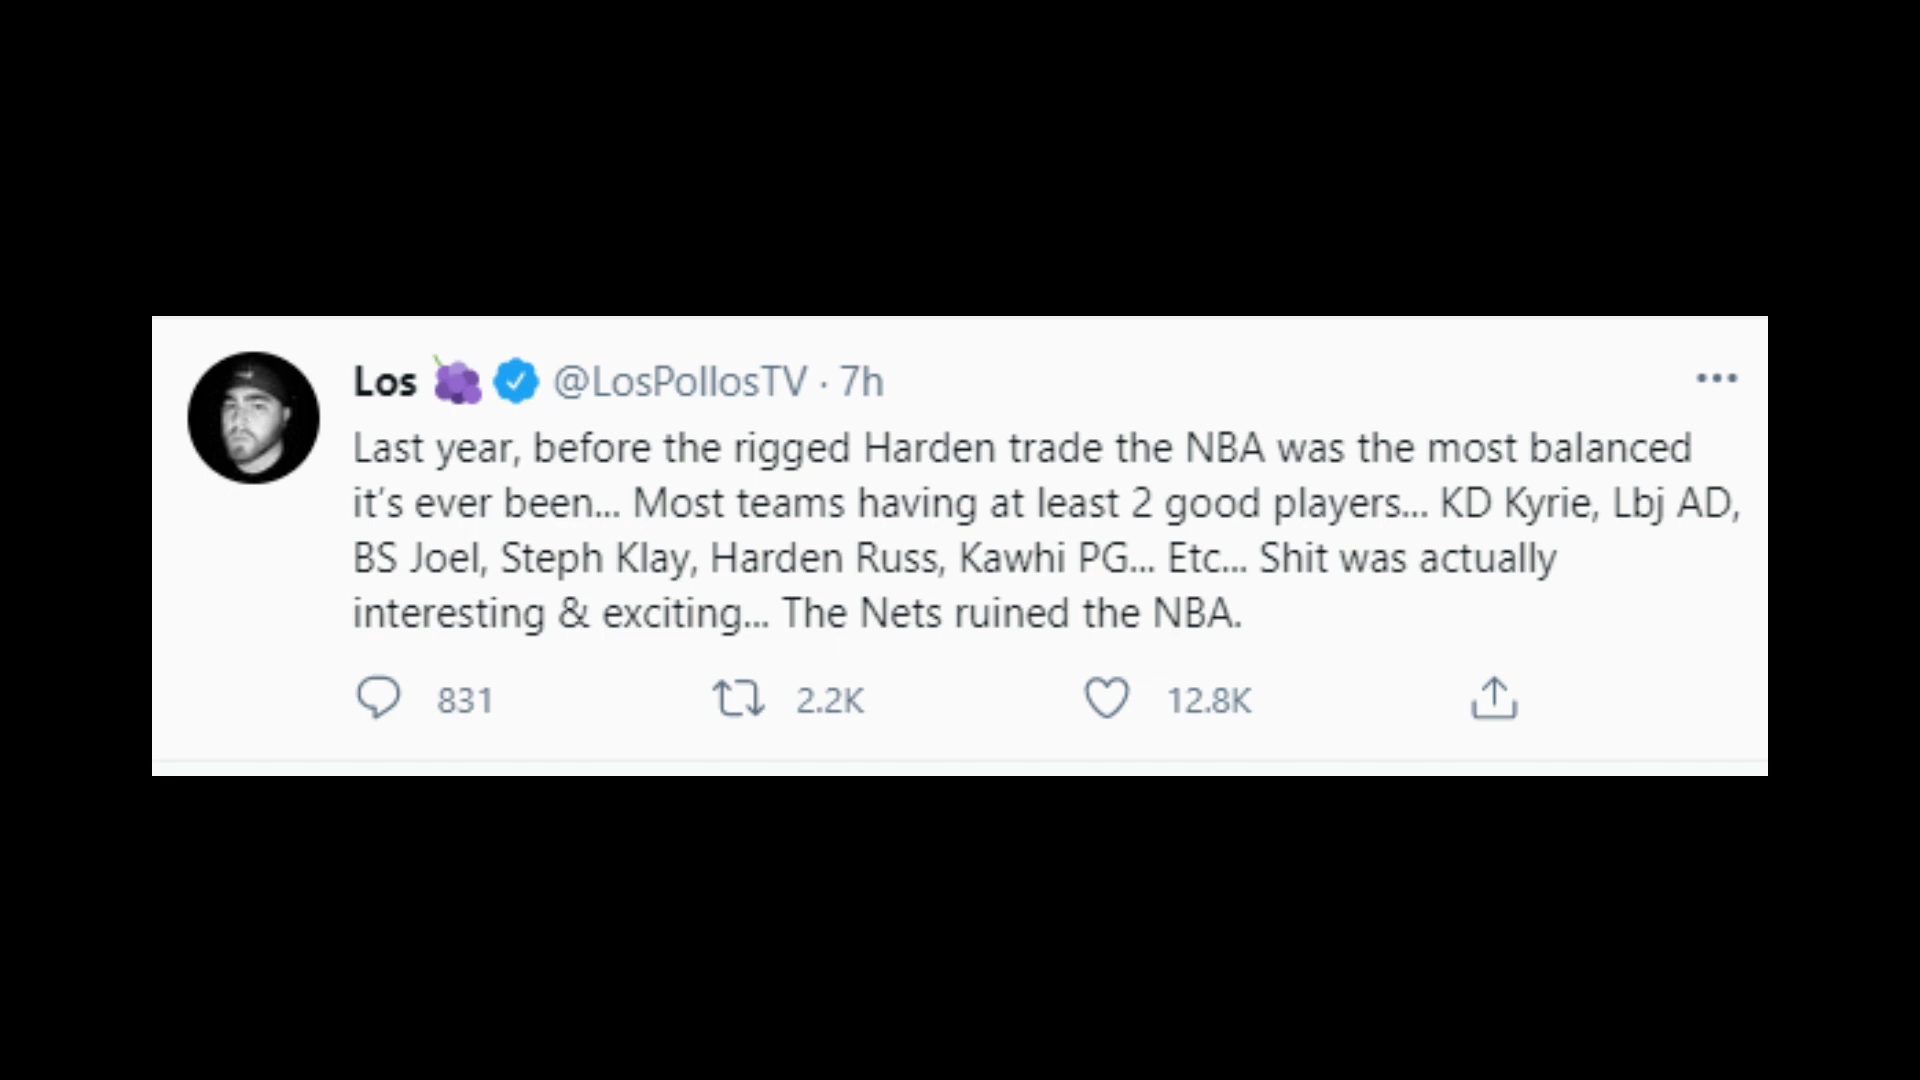 Los 🍇 @LosPollosTV · 7h
Last year, before the rigged Harden trade the NBA was the most balanced
it's ever been... Most teams having at least 2 good players... KD Kyrie, Lbj AD,
BS Joel, Steph Klay, Harden Russ, Kawhi PG... Etc... Shit was actually
interesting & exciting... The Nets ruined the NBA.
831 2.2K 12.8K